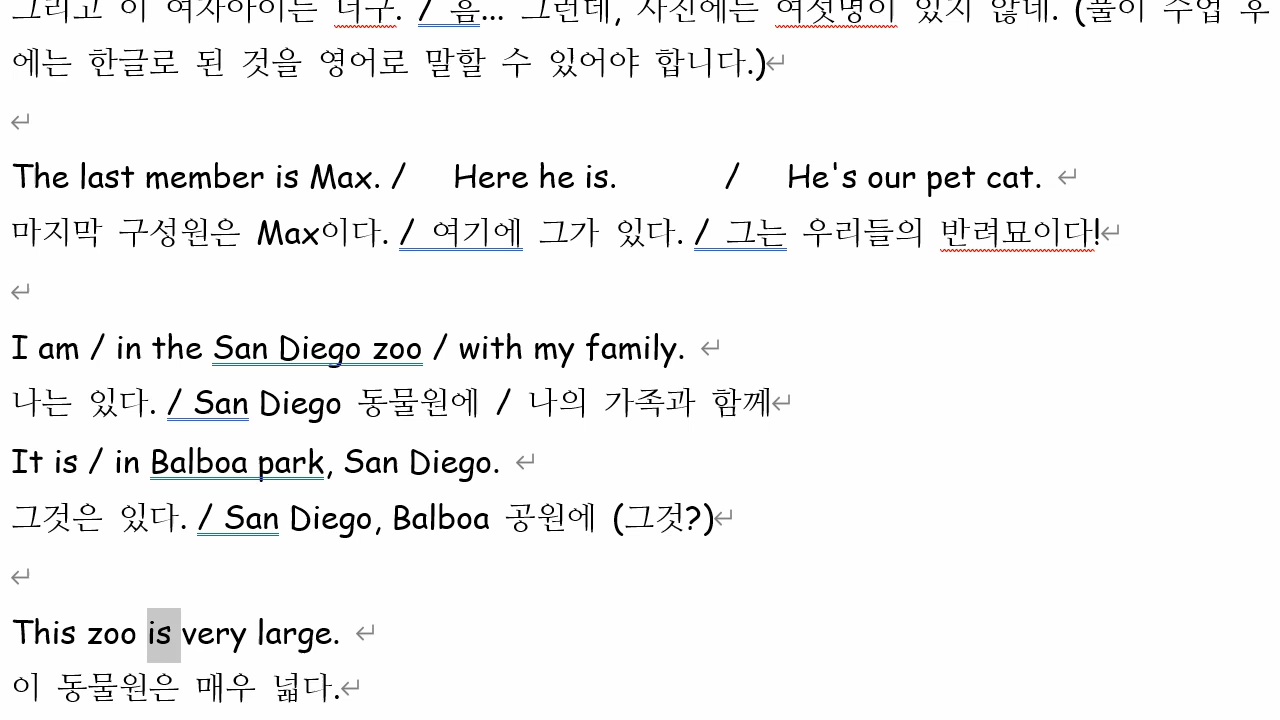 그리고 이 여자아이는 너구. / 음... 그런데, 사진에는 여섯명이 있지 않네. (풀이 수업 후
에는 한글로 된 것을 영어로 말할 수 있어야 합니다.)
The last member is Max. / Here he is. / He's our pet cat.
마지막 구성원은 Max이다. / 여기에 그가 있다. / 그는 우리들의 반려묘이다!
I am / in the San Diego zoo / with my family.
나는 있다. / San Diego 동물원에 / 나의 가족과 함께
It is / in Balboa park, San Diego.
그것은 있다. / San Diego, Balboa 공원에 (그것?)
This zoo is very large.
이 동물원은 매우 넓다.